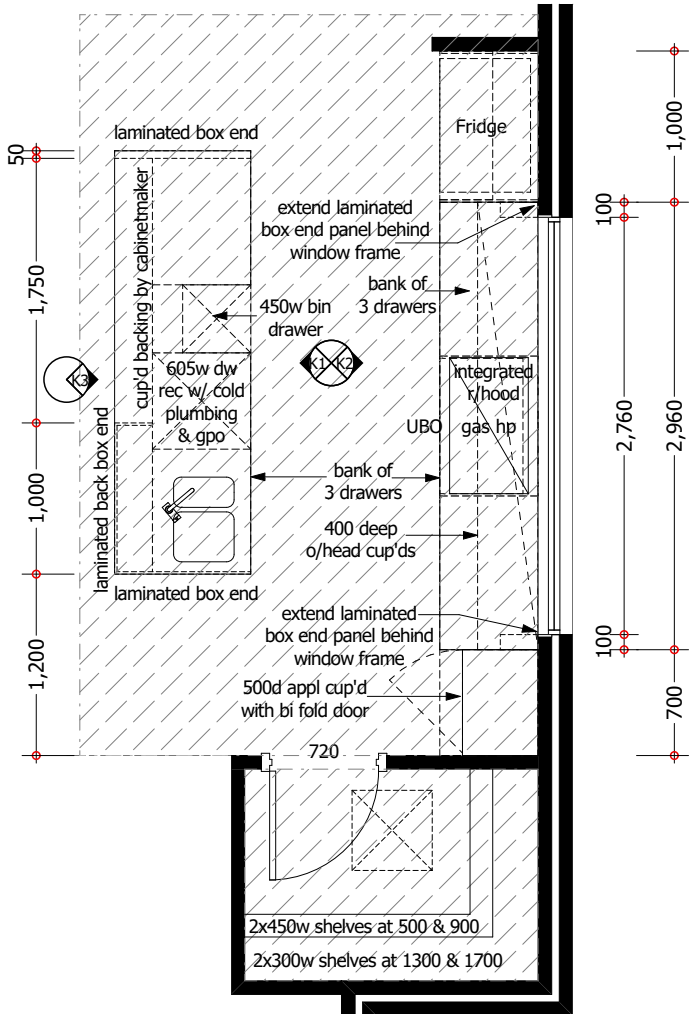 Fridge
1,000
laminated box end
50
cup'd backing by cabinetmaker
extend laminated
box end panel behind
window frame
100
1,750
bank of
3 drawers
450w bin
drawer
K1
K2
K3
605w dw
rec w/ cold
plumbing
& gpo
integrated
r/hood
gas hp
UBO
2,760
2,960
laminated back box end
1,000
bank of
3 drawers
400 deep
o/head cup'ds
laminated box end
extend laminated
box end panel behind
window frame
100
1,200
500d appl cup'd
with bi fold door
700
720
2x450w shelves at 500 & 900
2x300w shelves at 1300 & 1700